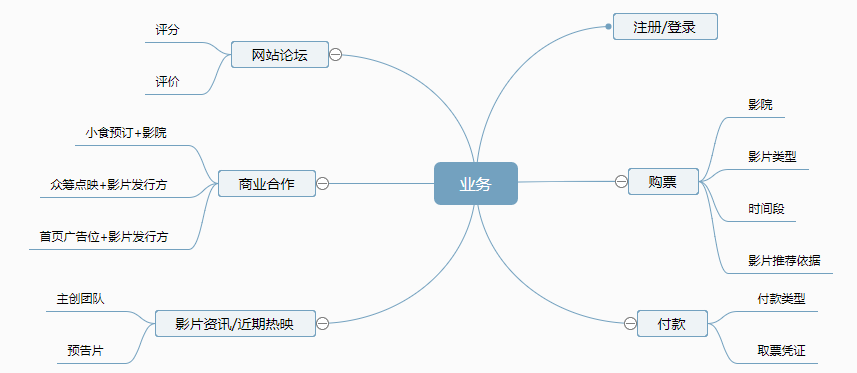 业务
注册/登录
购票
影院
影片类型
时间段
影片推荐依据
付款
付款类型
取票凭证
网站论坛
评分
评价
商业合作
小食预订+影院
众筹点映+影片发行方
首页广告位+影片发行方
影片资讯/近期热映
主创团队
预告片